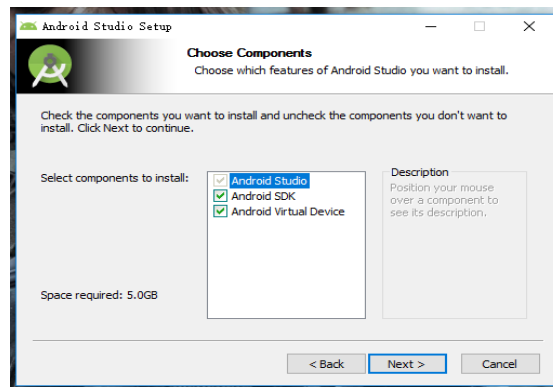 Android Studio Setup
Choose Components
Choose which features of Android Studio you want to install.
Check the components you want to install and uncheck the components you don't want to
install. Click Next to continue.
Select components to install:
Android Studio
Android SDK
Android Virtual Device
Description
Position your mouse
over a component to
see its description.
Space required: 5.0GB
< Back
Next >
Cancel